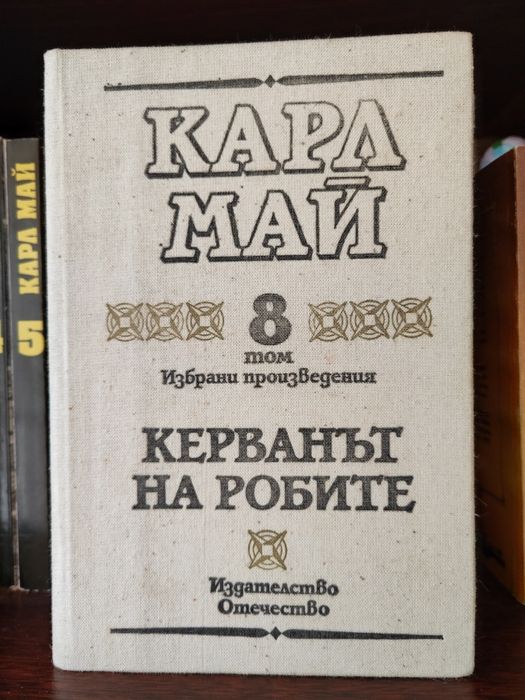 КАРЛ
МАЙ
8
том
Избрани произведения
КЕРВАНЪТ
НА РОБИТЕ
Издателство
Отечество
5 КАРЛ МАЙ